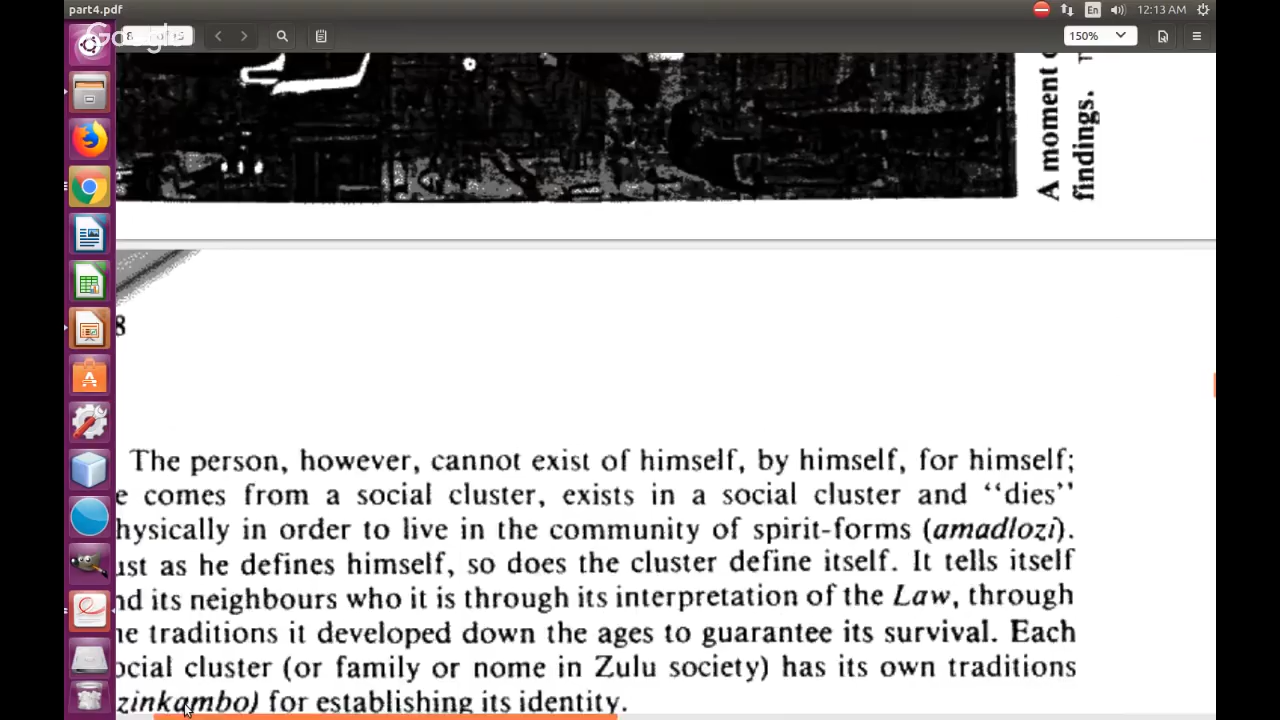 part4.pdf
En
12:13 AM
Google
8 of 15
150%
A moment
findings.
8
The person, however, cannot exist of himself, by himself, for himself;
e comes from a social cluster, exists in a social cluster and “dies”
hysically in order to live in the community of spirit-forms (amadlozi).
ust as he defines himself, so does the cluster define itself. It tells itself
nd its neighbours who it is through its interpretation of the Law, through
he traditions it developed down the ages to guarantee its survival. Each
ocial cluster (or family or nome in Zulu society) has its own traditions
zinkambo) for establishing its identity.